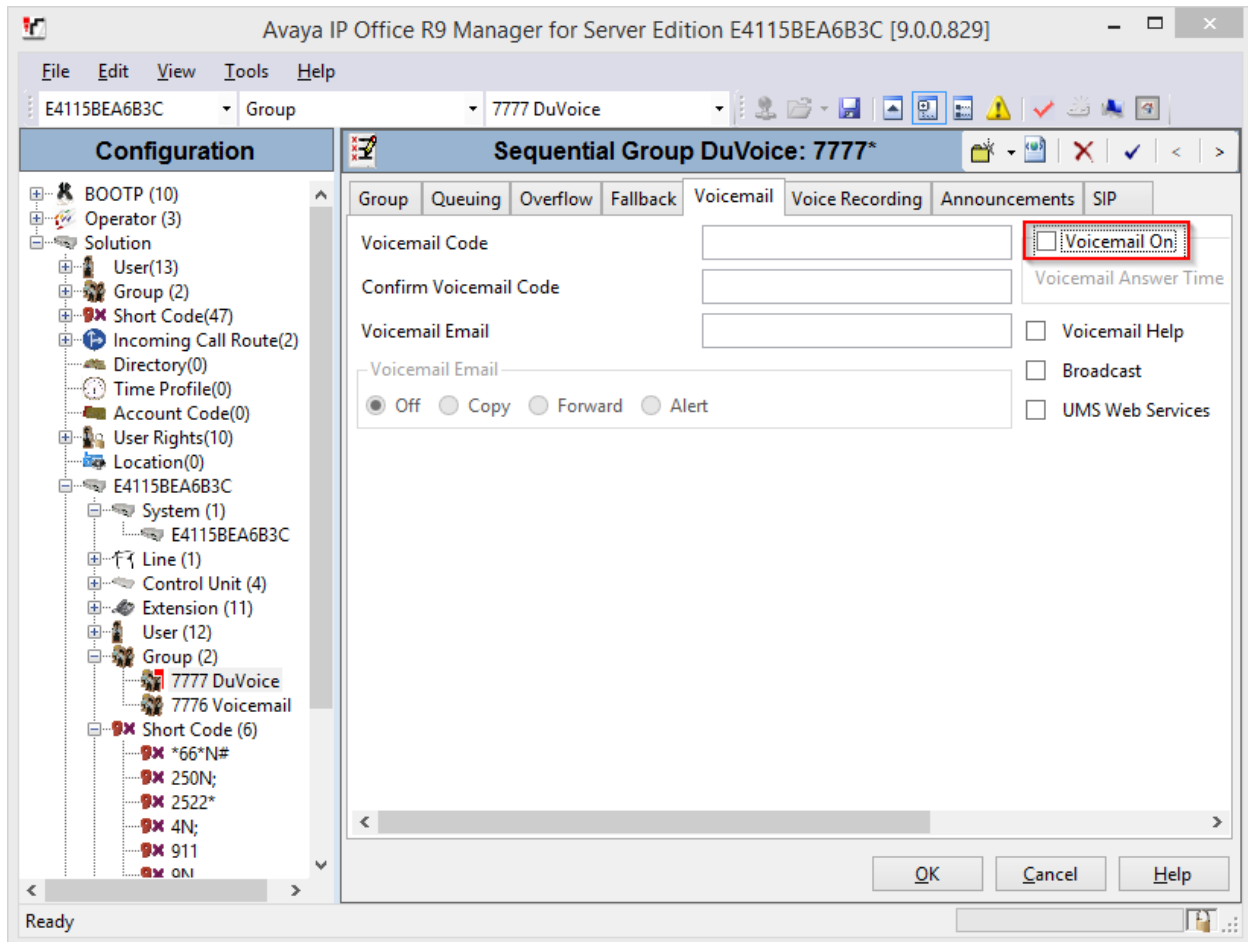 Avaya IP Office R9 Manager for Server Edition E4115BEA6B3C [9.0.0.829]
File Edit View Tools Help
E4115BEA6B3C Group 7777 DuVoice
Configuration
BOOTP (10)
Operator (3)
Solution
User(13)
Group (2)
Short Code(47)
Incoming Call Route(2)
Directory(0)
Time Profile(0)
Account Code(0)
User Rights(10)
Location(0)
E4115BEA6B3C
System (1)
E4115BEA6B3C
Line (1)
Control Unit (4)
Extension (11)
User (12)
Group (2)
7777 DuVoice
7776 Voicemail
Short Code (6)
*66*N#
250N;
2522*
4N;
911
9N
Sequential Group DuVoice: 7777*
Group Queuing Overflow Fallback Voicemail Voice Recording Announcements SIP
Voicemail Code
Voicemail On
Confirm Voicemail Code
Voicemail Answer Time
Voicemail Email
Voicemail Help
Voicemail Email
Broadcast
Off Copy Forward Alert
UMS Web Services
OK Cancel Help
Ready